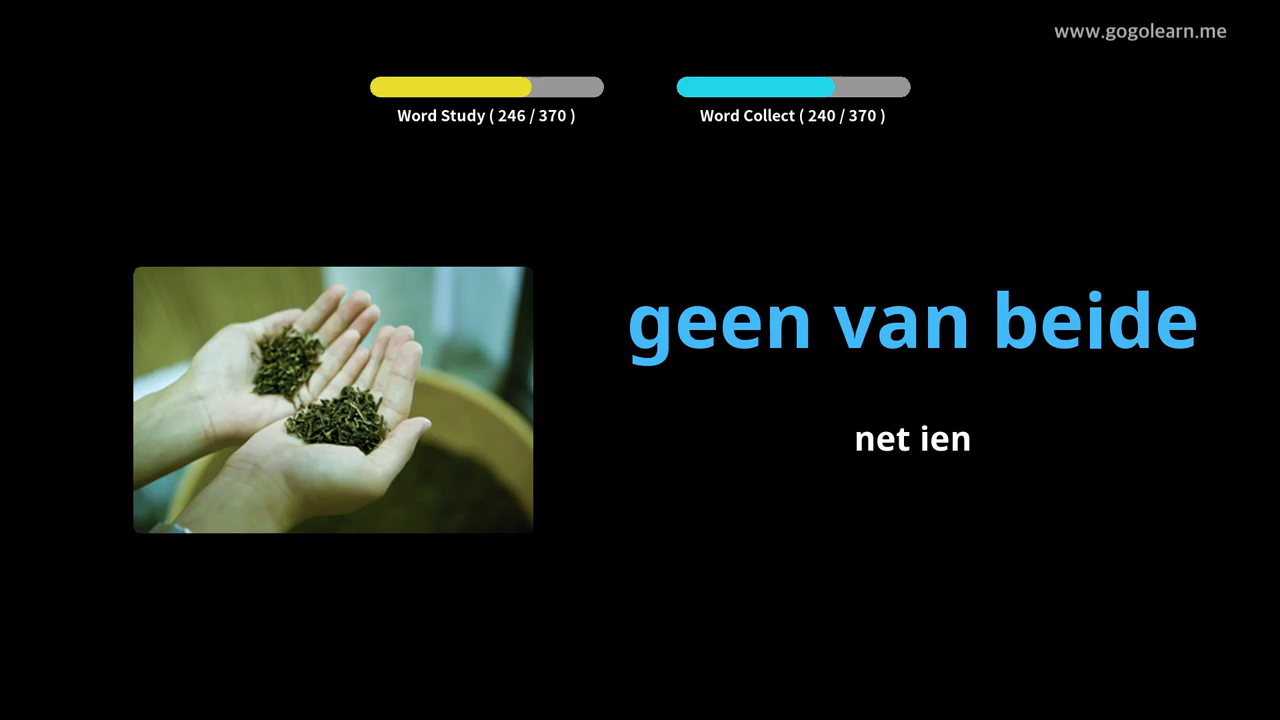 www.gogolearn.me
Word Study ( 246 / 370 )
Word Collect ( 240 / 370 )
geen van beide
net ien